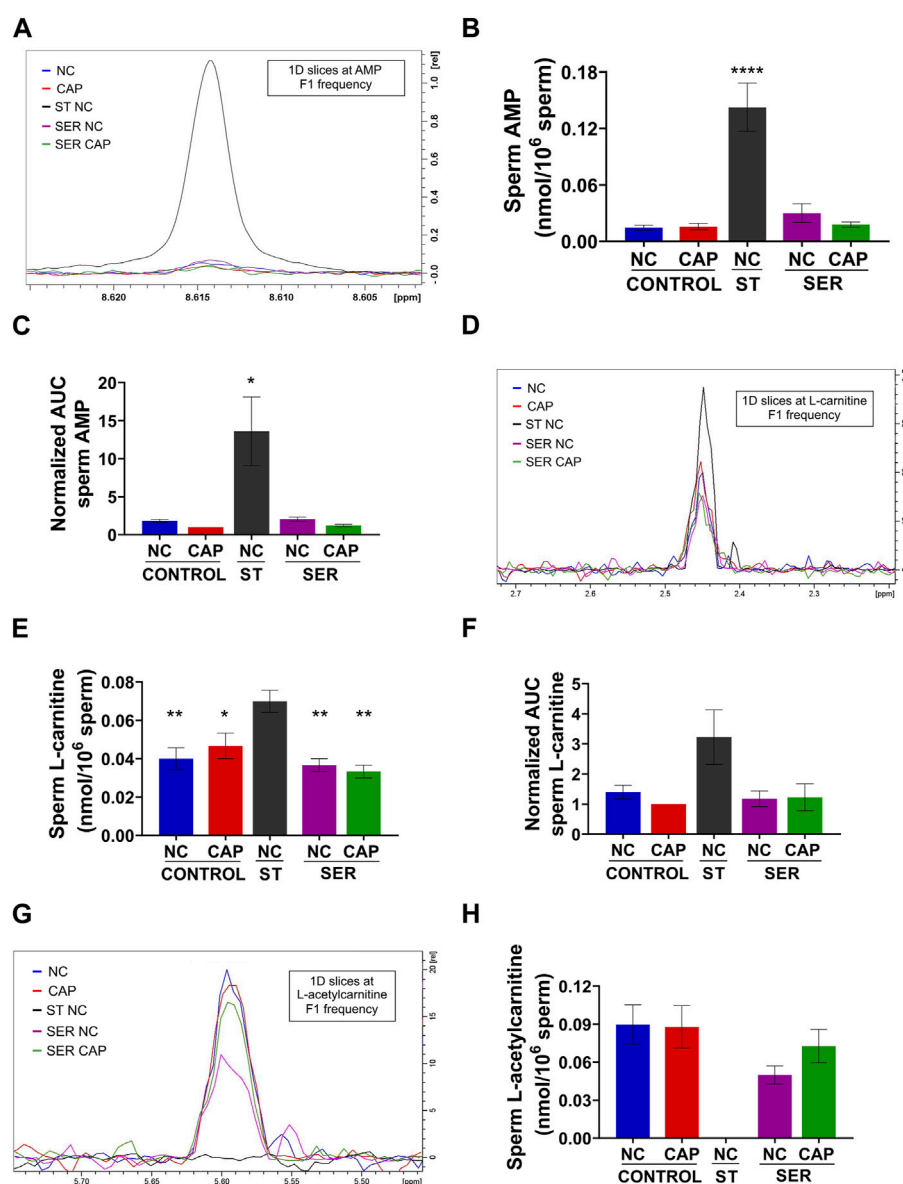 A
NC
CAP
ST NC
SER NC
SER CAP
1D slices at AMP
F1 frequency
1.0
0.8
0.6
0.4
0.2
0.0
[rel]
8.620
8.615
8.610
8.605
[ppm]
B
Sperm AMP
(nmol/10⁶ sperm)
0.18
0.12
0.06
0.00
****
NC CAP NC NC CAP
CONTROL ST SER
C
Normalized AUC
sperm AMP
20
15
10
5
0
*
NC CAP NC NC CAP
CONTROL ST SER
D
NC
CAP
ST NC
SER NC
SER CAP
1D slices at L-carnitine
F1 frequency
2.7
2.6
2.5
2.4
2.3
[ppm]
E
Sperm L-carnitine
(nmol/10⁶ sperm)
0.08
0.06
0.04
0.02
0.00
** * ** **
NC CAP NC NC CAP
CONTROL ST SER
F
Normalized AUC
sperm L-carnitine
5
4
3
2
1
0
NC CAP NC NC CAP
CONTROL ST SER
G
NC
CAP
ST NC
SER NC
SER CAP
1D slices at
L-acetylcarnitine
F1 frequency
20 [rel]
15
10
5
0
5.70
5.65
5.60
5.55
5.50
[ppm]
H
Sperm L-acetylcarnitine
(nmol/10⁶ sperm)
0.12
0.09
0.06
0.03
0.00
NC CAP NC NC CAP
CONTROL ST SER